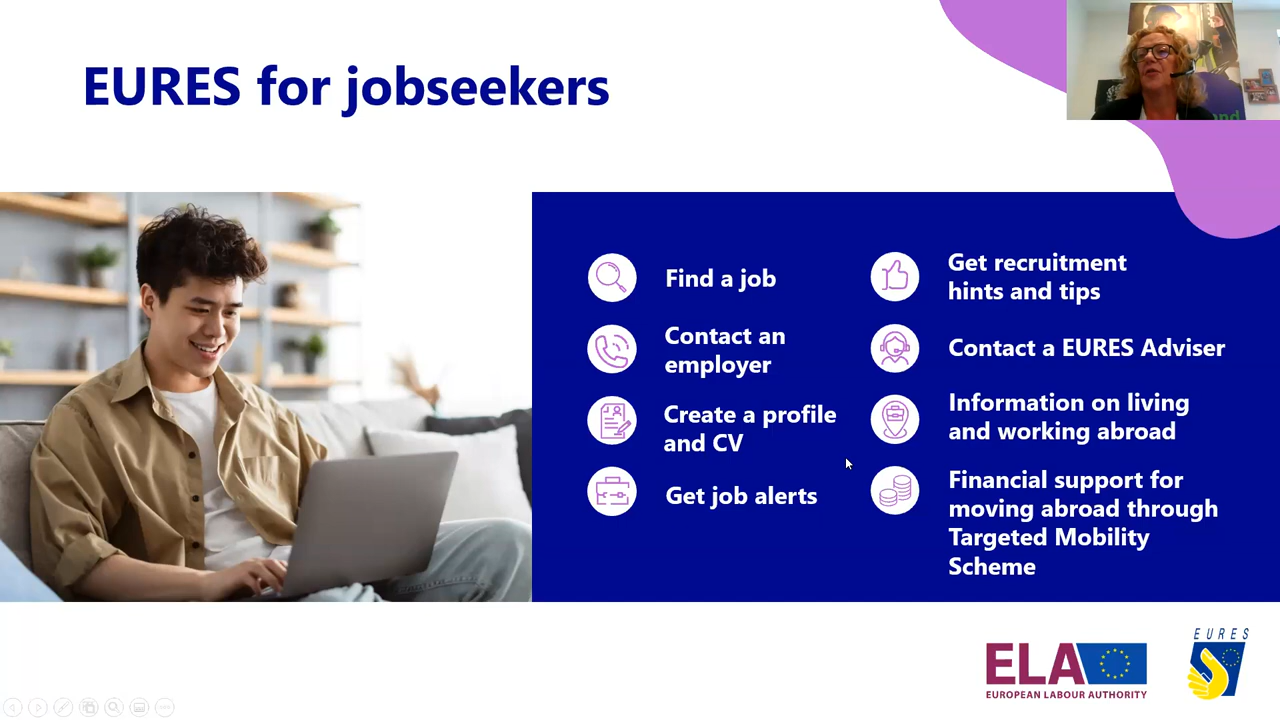 EURES for jobseekers
Find a job
Contact an
employer
Create a profile
and CV
Get job alerts
Get recruitment
hints and tips
Contact a EURES Adviser
Information on living
and working abroad
Financial support for
moving abroad through
Targeted Mobility
Scheme
ELA
EUROPEAN LABOUR AUTHORITY
EURES